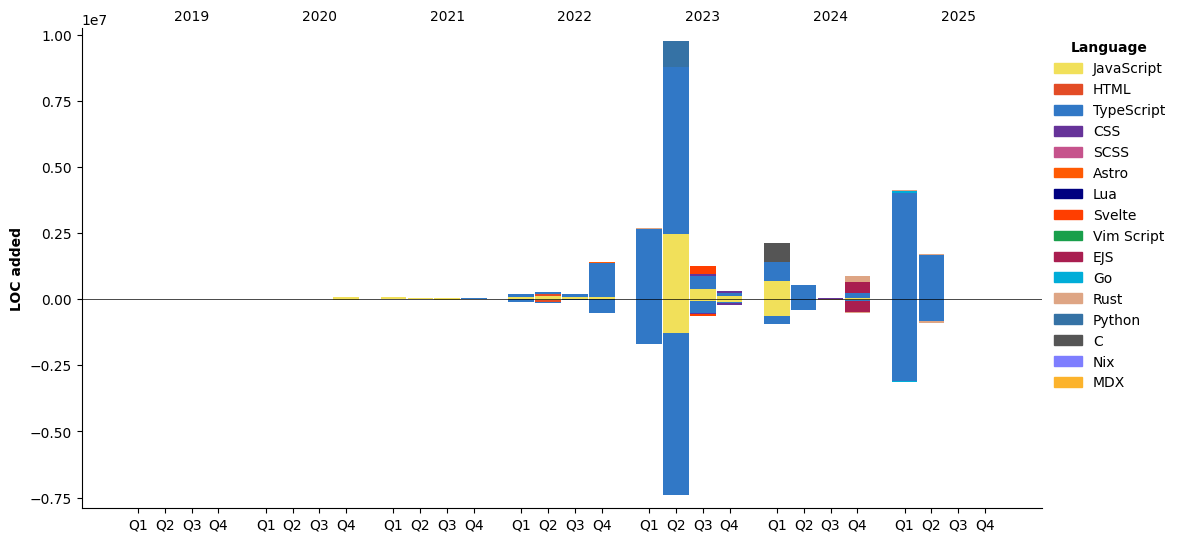 2019 2020 2021 2022 2023 2024 2025
1e7
1.00
0.75
0.50
0.25
0.00
−0.25
−0.50
−0.75
LOC added
Q1 Q2 Q3 Q4 Q1 Q2 Q3 Q4 Q1 Q2 Q3 Q4 Q1 Q2 Q3 Q4 Q1 Q2 Q3 Q4 Q1 Q2 Q3 Q4 Q1 Q2 Q3 Q4
Language
JavaScript
HTML
TypeScript
CSS
SCSS
Astro
Lua
Svelte
Vim Script
EJS
Go
Rust
Python
C
Nix
MDX